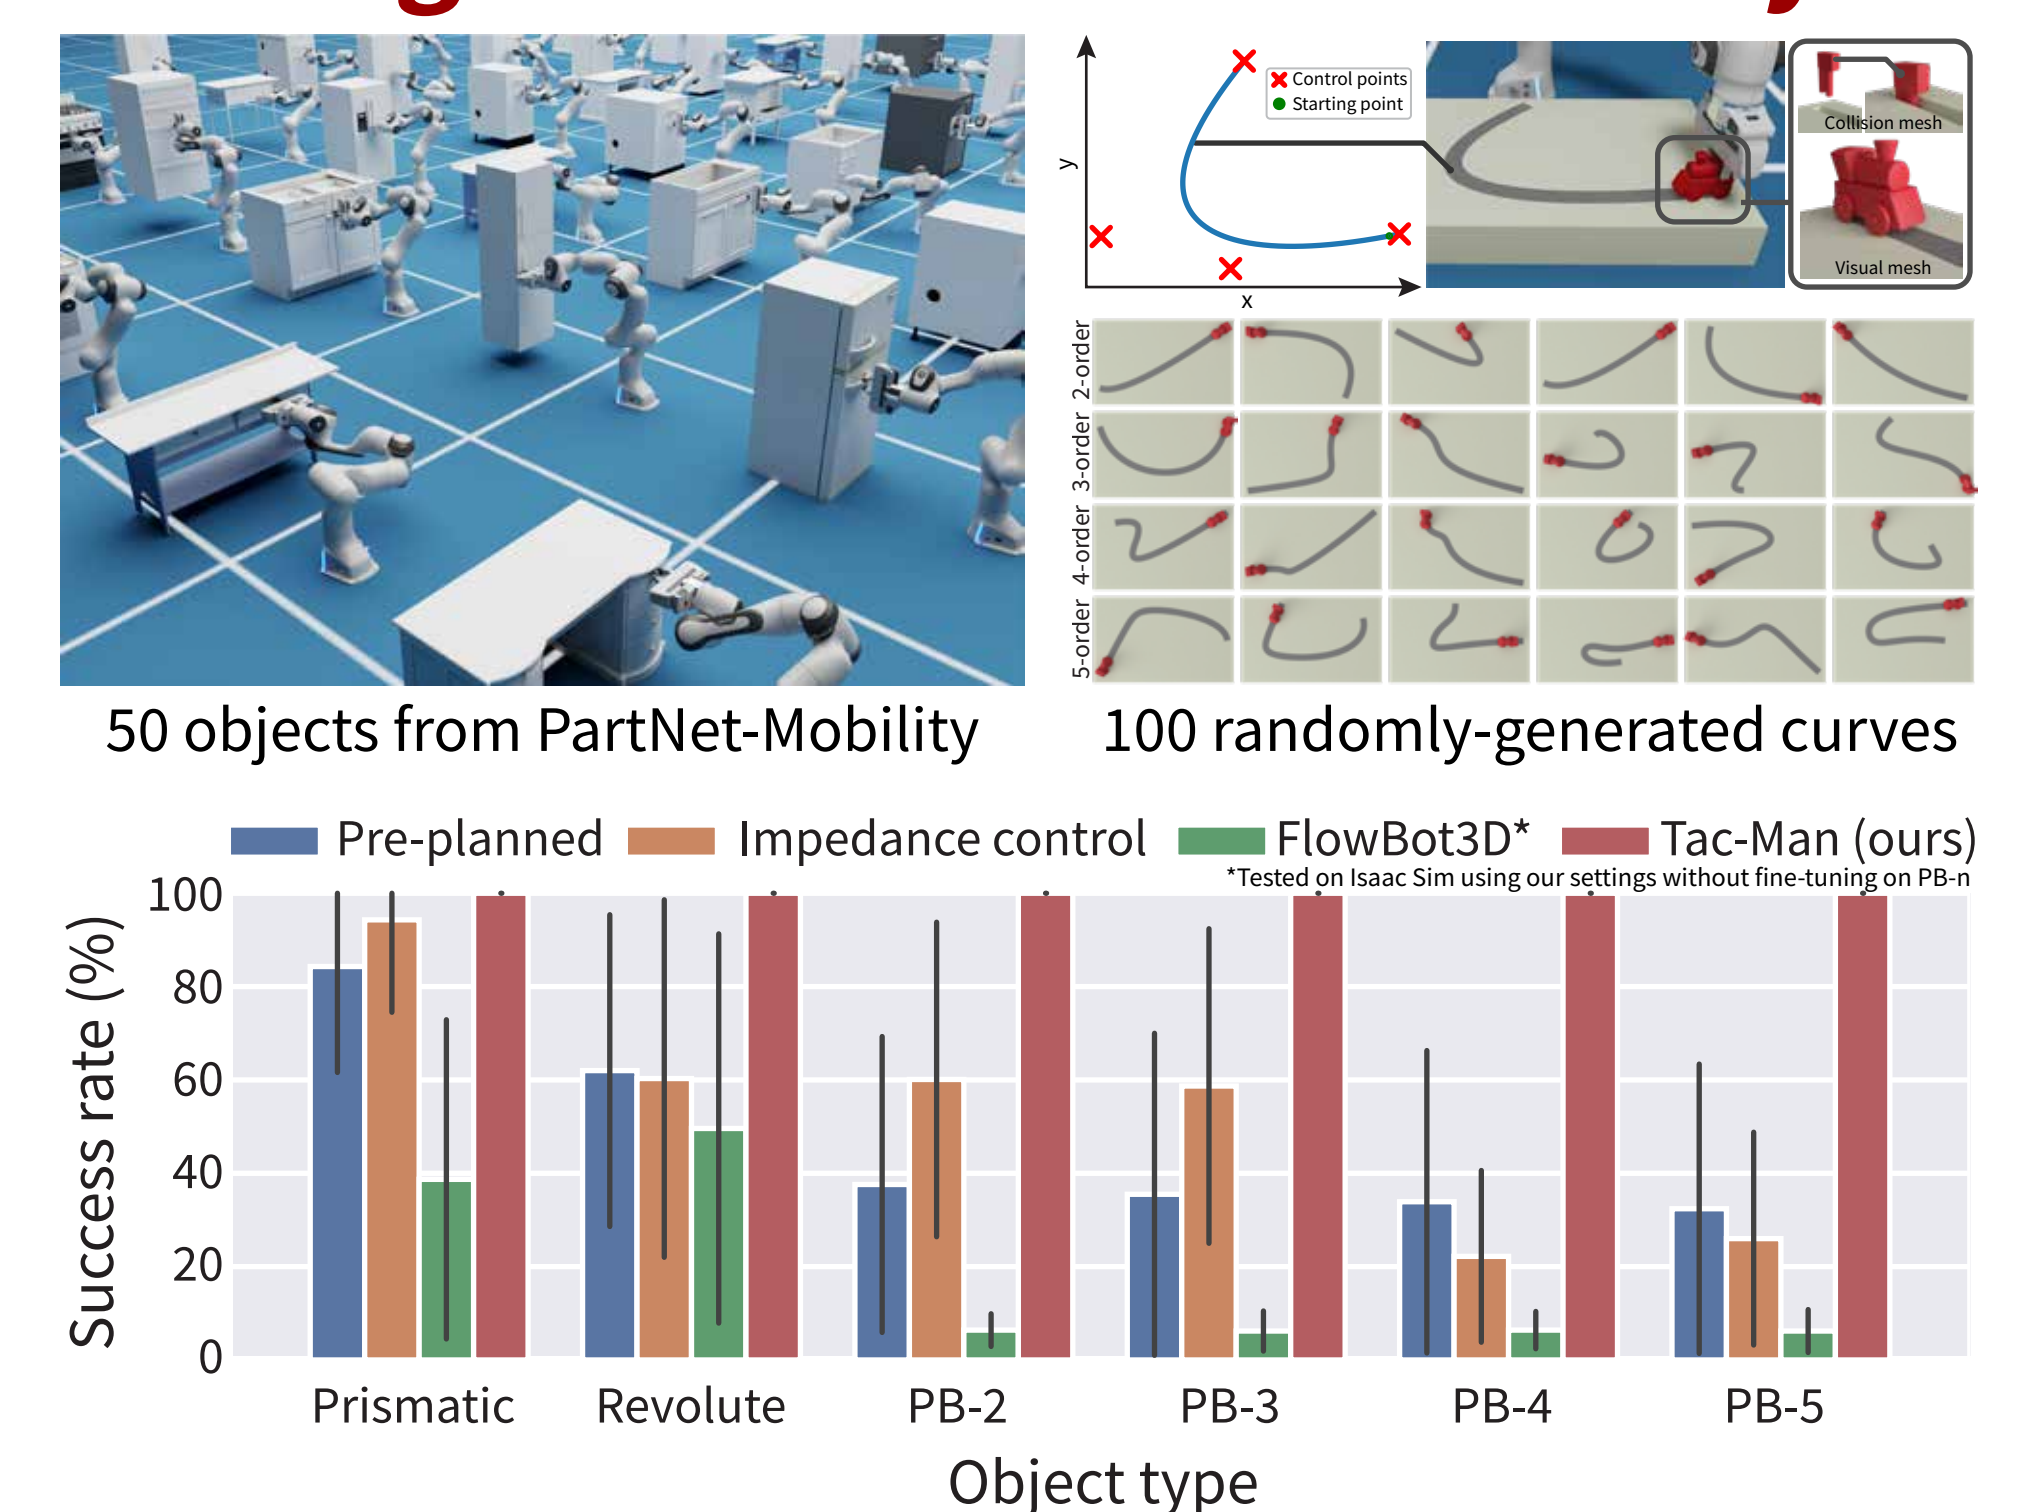 Control points
Starting point
y
x
Collision mesh
Visual mesh
2-order
3-order
4-order
5-order
50 objects from PartNet-Mobility
100 randomly-generated curves
Pre-planned Impedance control FlowBot3D* Tac-Man (ours)
*Tested on Isaac Sim using our settings without fine-tuning on PB-n
Success rate (%)
100
80
60
40
20
0
Prismatic Revolute PB-2 PB-3 PB-4 PB-5
Object type